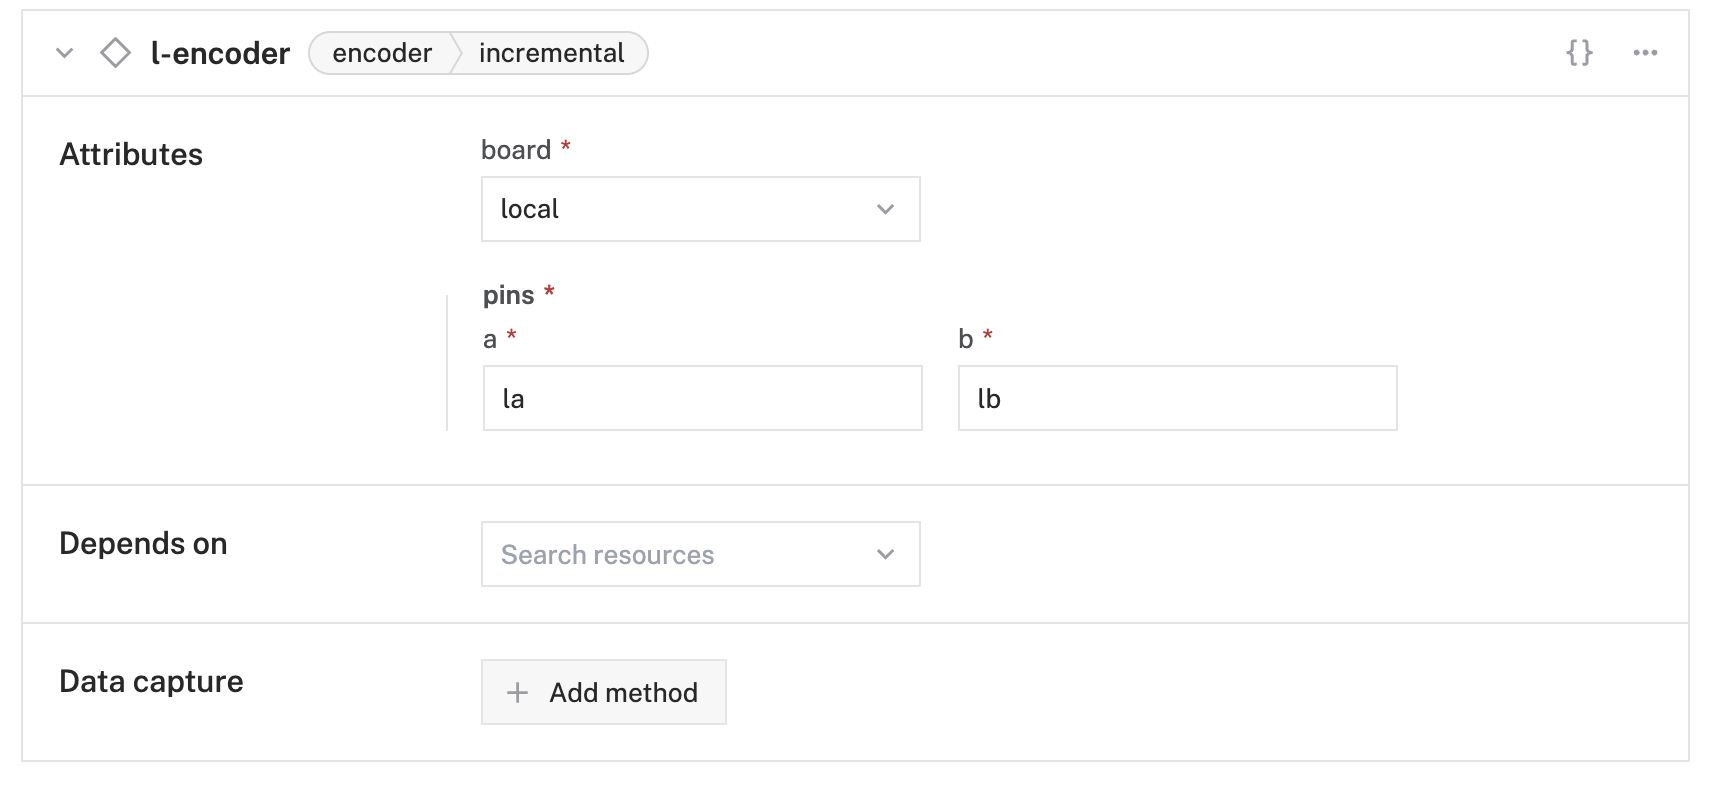 l-encoder encoder incremental {} ...
Attributes
board *
local
pins *
a * b *
la lb
Depends on
Search resources
Data capture
+ Add method